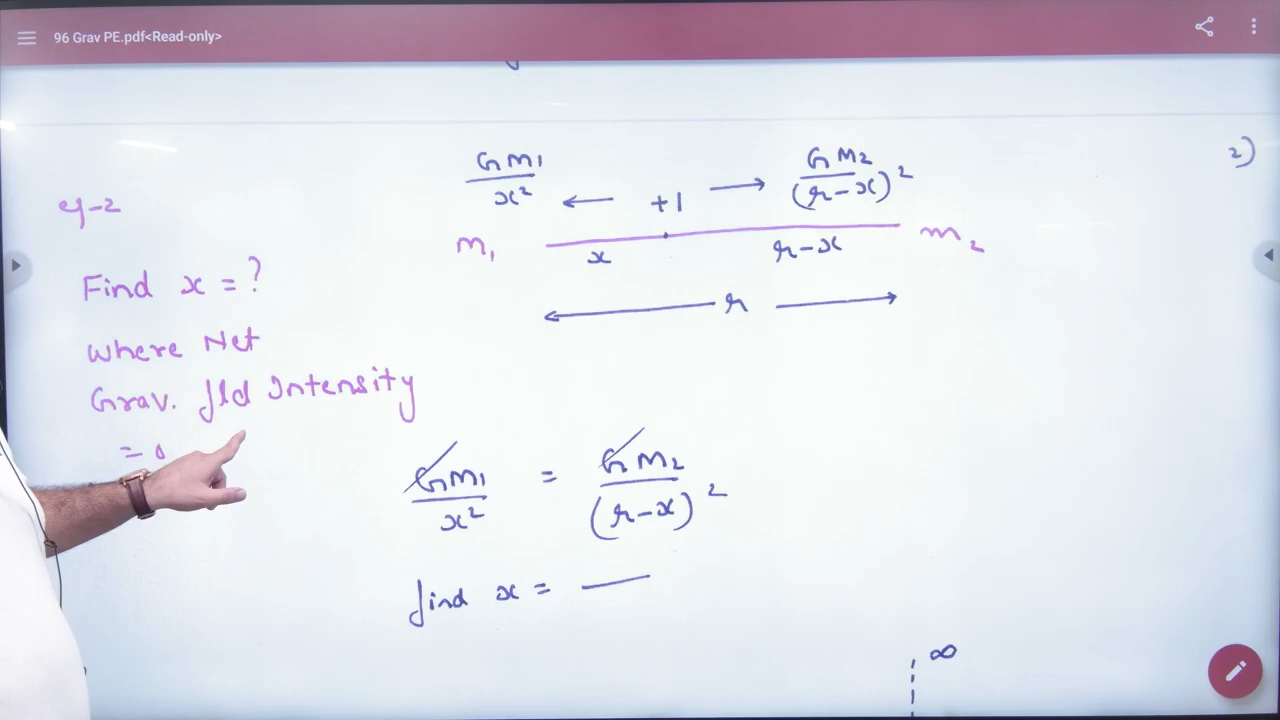 96 Grav PE.pdf<Read-only>
2)
eg-2
Find x = ?
where Net
Grav. fld Intensity
= 0
Gm1/x² ← +1 → Gm2/(r-x)²
m1 x r-x m2
← r →
Gm1/x² = Gm2/(r-x)²
find x = —
∞